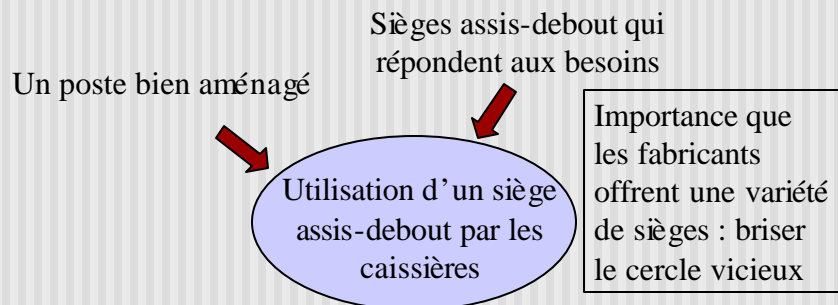 Sièges assis-debout qui
répondent aux besoins
Un poste bien aménagé
Importance que
les fabricants
offrent une variété
de sièges : briser
le cercle vicieux
Utilisation d'un siège
assis-debout par les
caissières